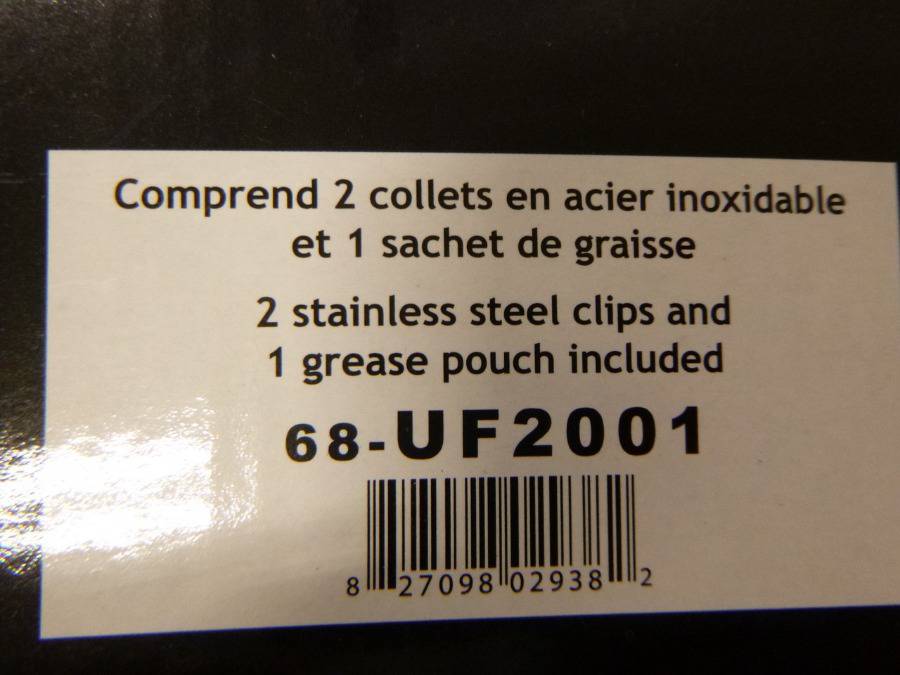 Comprend 2 collets en acier inoxidable
et 1 sachet de graisse
2 stainless steel clips and
1 grease pouch included
68-UF2001
8 27098 02938 2